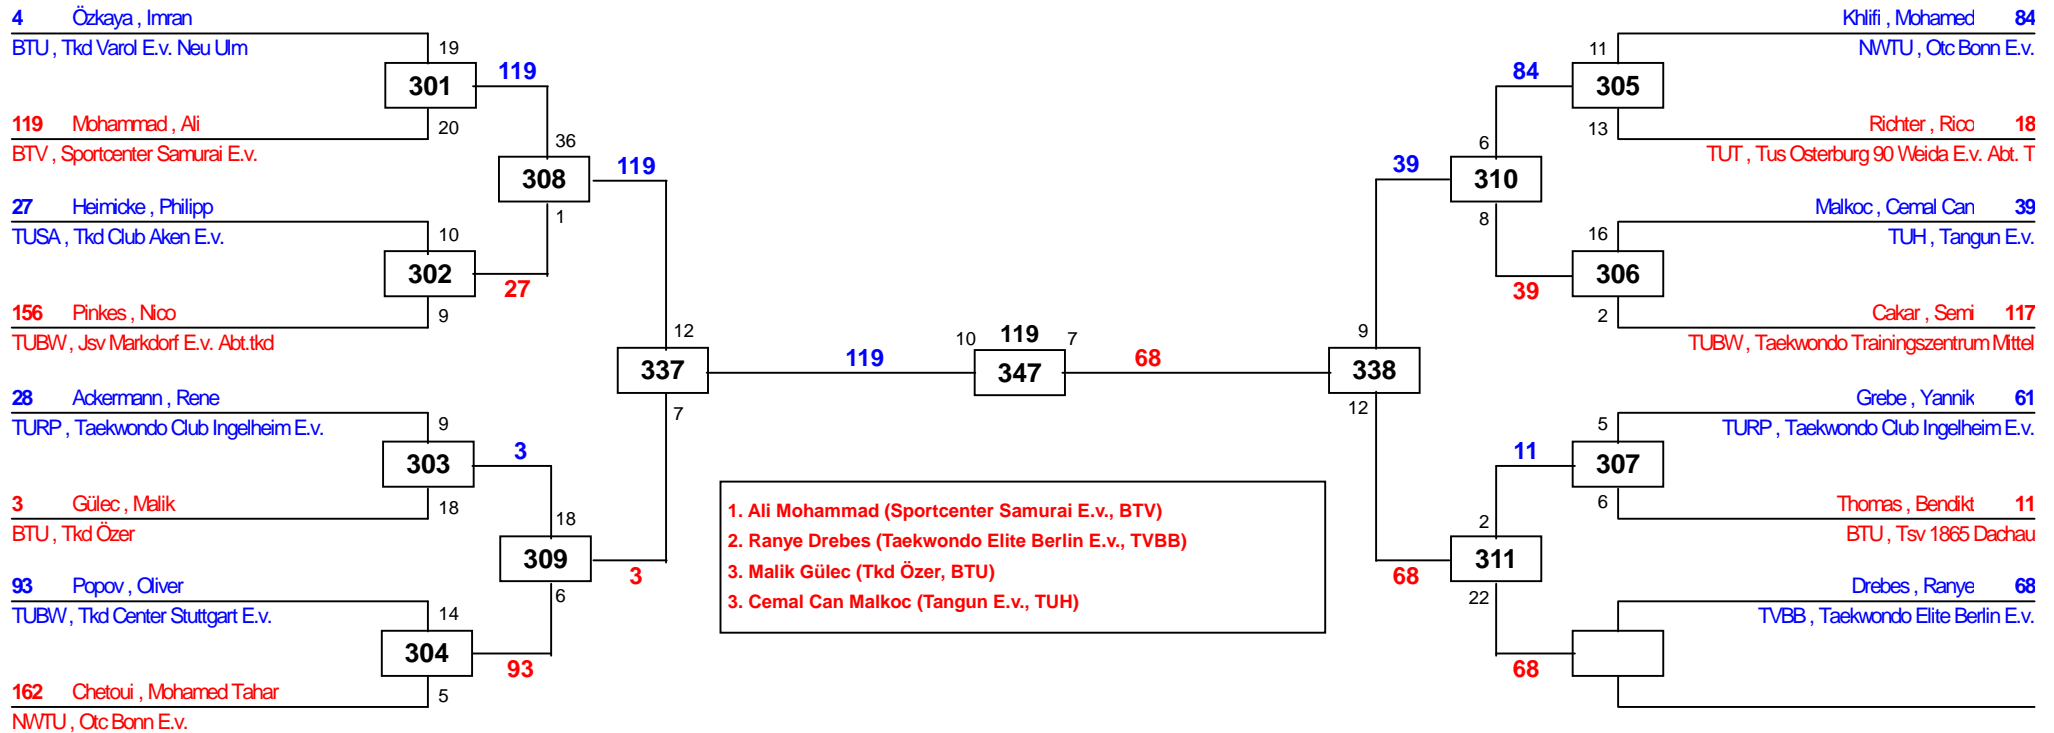 4 Özkaya , Imran
BTU , Tkd Varol E.v. Neu Ulm
19
301
119
20
119 Mohammad , Ali
BTV , Sportcenter Samurai E.v.
36
308
119
1
27 Heimicke , Philipp
TUSA , Tkd Club Aken E.v.
10
302
27
9
156 Pinkes , Nico
TUBW , Jsv Markdorf E.v. Abt.tkd
12
337
119
7
28 Ackermann , Rene
TURP , Taekwondo Club Ingelheim E.v.
9
303
3
18
3 Gülec , Malik
BTU , Tkd Özer
18
309
3
6
93 Popov , Oliver
TUBW , Tkd Center Stuttgart E.v.
14
304
93
5
162 Chetoui , Mohamed Tahar
NWTU , Otc Bonn E.v.
10 119 7
347
68
1. Ali Mohammad (Sportcenter Samurai E.v., BTV)
2. Ranye Drebes (Taekwondo Elite Berlin E.v., TVBB)
3. Malik Gülec (Tkd Özer, BTU)
3. Cemal Can Malkoc (Tangun E.v., TUH)
Khlifi , Mohamed 84
NWTU , Otc Bonn E.v.
11
84
305
13
Richter , Rico 18
TUT , Tus Osterburg 90 Weida E.v. Abt. T
6
39
310
8
Malkoc , Cemal Can 39
TUH , Tangun E.v.
16
306
39
2
Cakar , Semi 117
TUBW , Taekwondo Trainingszentrum Mittel
9
338
12
Grebe , Yannik 61
TURP , Taekwondo Club Ingelheim E.v.
5
11
307
6
Thomas , Bendikt 11
BTU , Tsv 1865 Dachau
2
311
68
22
Drebes , Ranye 68
TVBB , Taekwondo Elite Berlin E.v.
68